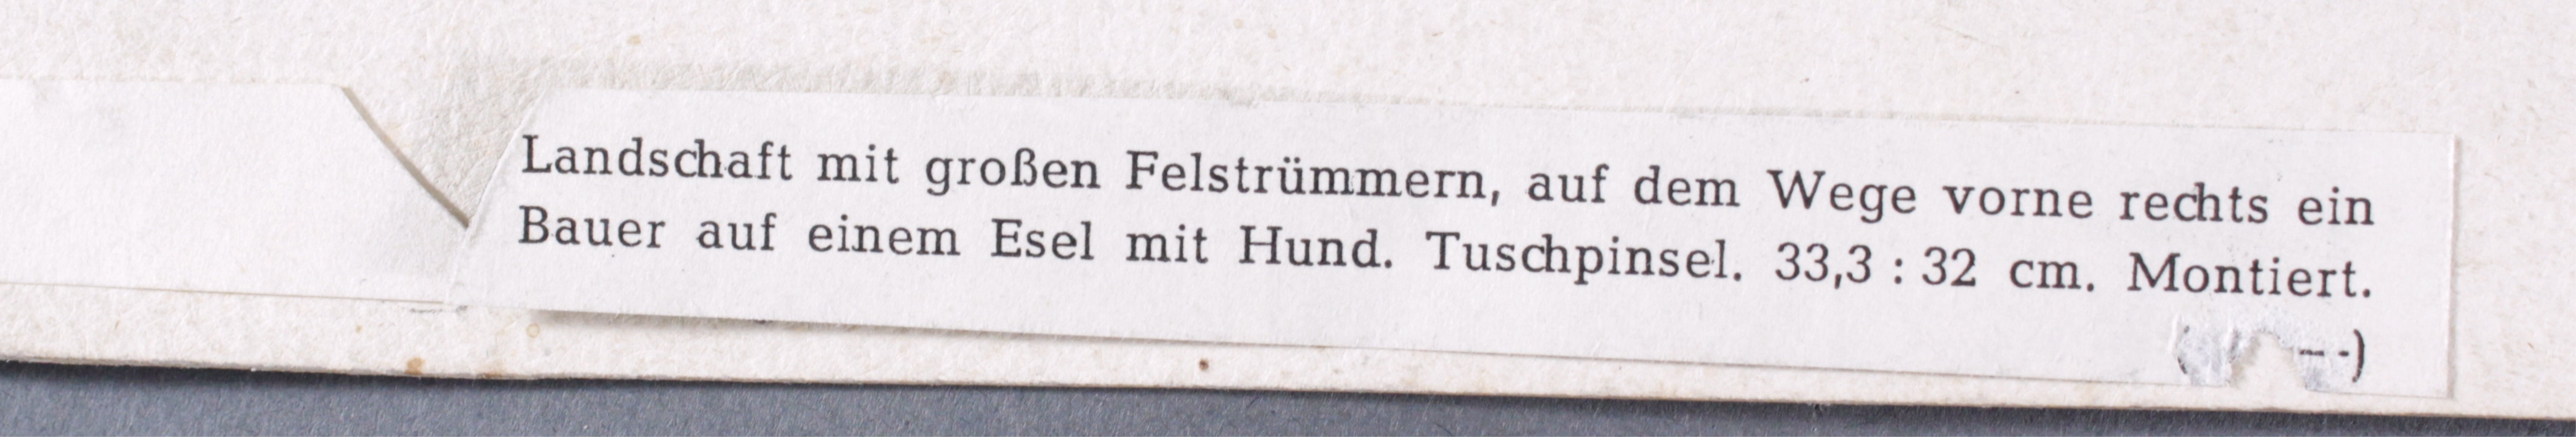 Landschaft mit großen Felstrümmern, auf dem Wege vorne rechts ein
Bauer auf einem Esel mit Hund. Tuschpinsel. 33,3 : 32 cm. Montiert.
( --)